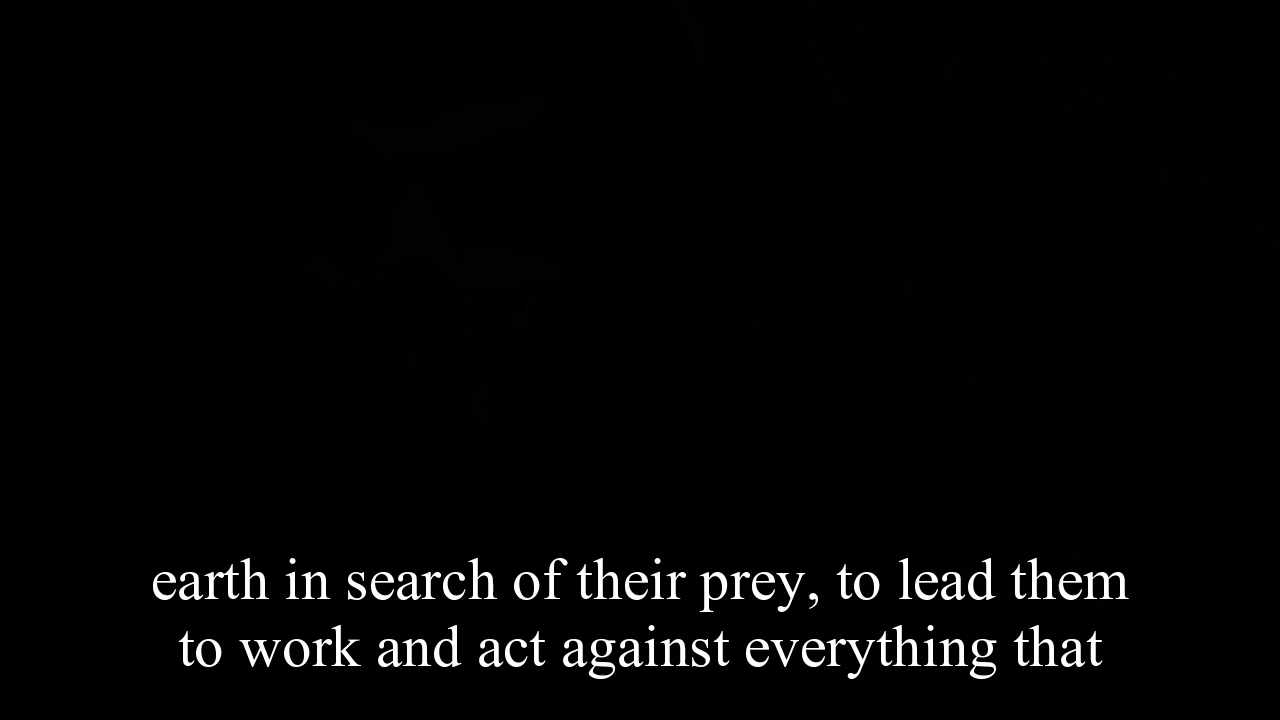 earth in search of their prey, to lead them
to work and act against everything that